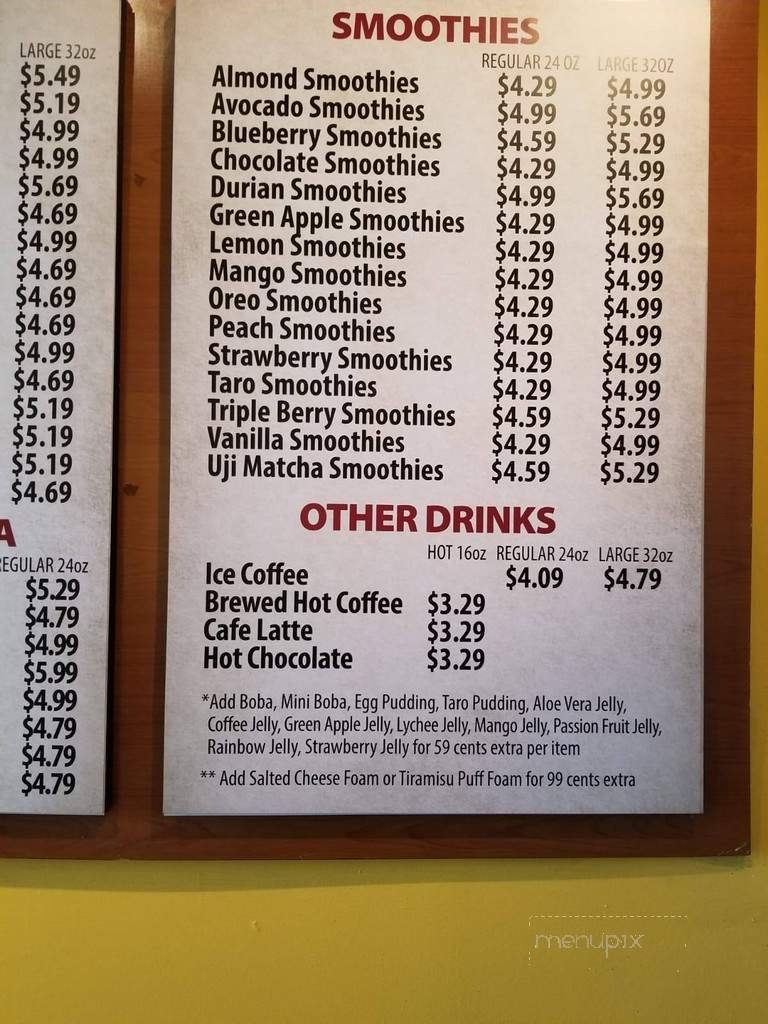 LARGE 32oz
$5.49
$5.19
$4.99
$4.99
$5.69
$4.69
$4.99
$4.69
$4.69
$4.69
$4.99
$4.69
$5.19
$5.19
$5.19
$4.69
A
REGULAR 24oz
$5.29
$4.79
$4.99
$5.99
$4.99
$4.79
$4.79
$4.79
SMOOTHIES
REGULAR 24 OZ LARGE 32OZ
Almond Smoothies $4.29 $4.99
Avocado Smoothies $4.99 $5.69
Blueberry Smoothies $4.59 $5.29
Chocolate Smoothies $4.29 $4.99
Durian Smoothies $4.99 $5.69
Green Apple Smoothies $4.29 $4.99
Lemon Smoothies $4.29 $4.99
Mango Smoothies $4.29 $4.99
Oreo Smoothies $4.29 $4.99
Peach Smoothies $4.29 $4.99
Strawberry Smoothies $4.29 $4.99
Taro Smoothies $4.29 $4.99
Triple Berry Smoothies $4.59 $5.29
Vanilla Smoothies $4.29 $4.99
Uji Matcha Smoothies $4.59 $5.29
OTHER DRINKS
HOT 16oz REGULAR 24oz LARGE 32oz
Ice Coffee $4.09 $4.79
Brewed Hot Coffee $3.29
Cafe Latte $3.29
Hot Chocolate $3.29
*Add Boba, Mini Boba, Egg Pudding, Taro Pudding, Aloe Vera Jelly,
Coffee Jelly, Green Apple Jelly, Lychee Jelly, Mango Jelly, Passion Fruit Jelly,
Rainbow Jelly, Strawberry Jelly for 59 cents extra per item
** Add Salted Cheese Foam or Tiramisu Puff Foam for 99 cents extra
menupix